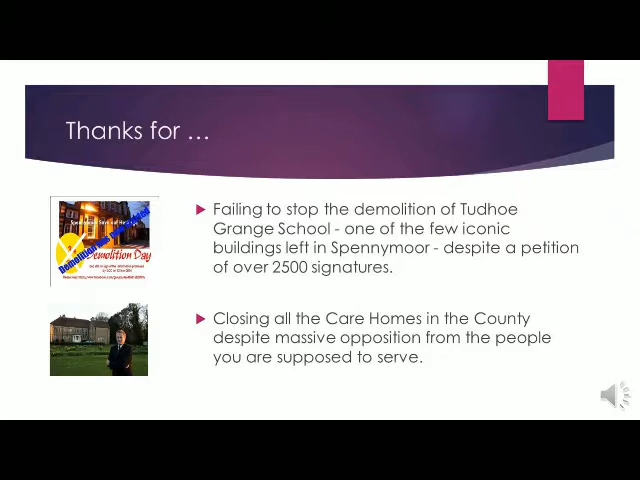 Thanks for …
Failing to stop the demolition of Tudhoe
Grange School - one of the few iconic
buildings left in Spennymoor - despite a petition
of over 2500 signatures.
Demolition Day
Closing all the Care Homes in the County
despite massive opposition from the people
you are supposed to serve.